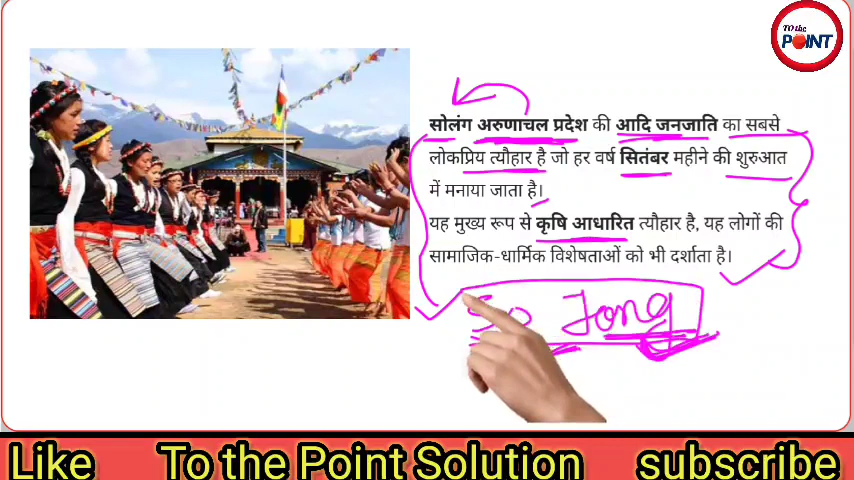 TO the
POINT
सोलंग अरुणाचल प्रदेश की आदि जनजाति का सबसे
लोकप्रिय त्यौहार है जो हर वर्ष सितंबर महीने की शुरुआत
में मनाया जाता है।
यह मुख्य रूप से कृषि आधारित त्यौहार है, यह लोगों की
सामाजिक-धार्मिक विशेषताओं को भी दर्शाता है।
Like To the Point Solution subscribe